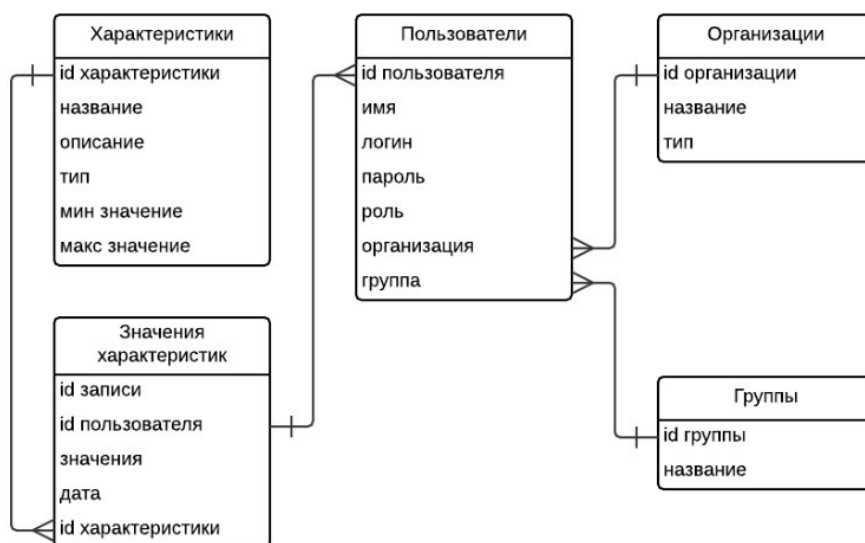 Характеристики
id характеристики
название
описание
тип
мин значение
макс значение
Значения
характеристик
id записи
id пользователя
значения
дата
id характеристики
Пользователи
id пользователя
имя
логин
пароль
роль
организация
группа
Организации
id организации
название
тип
Группы
id группы
название